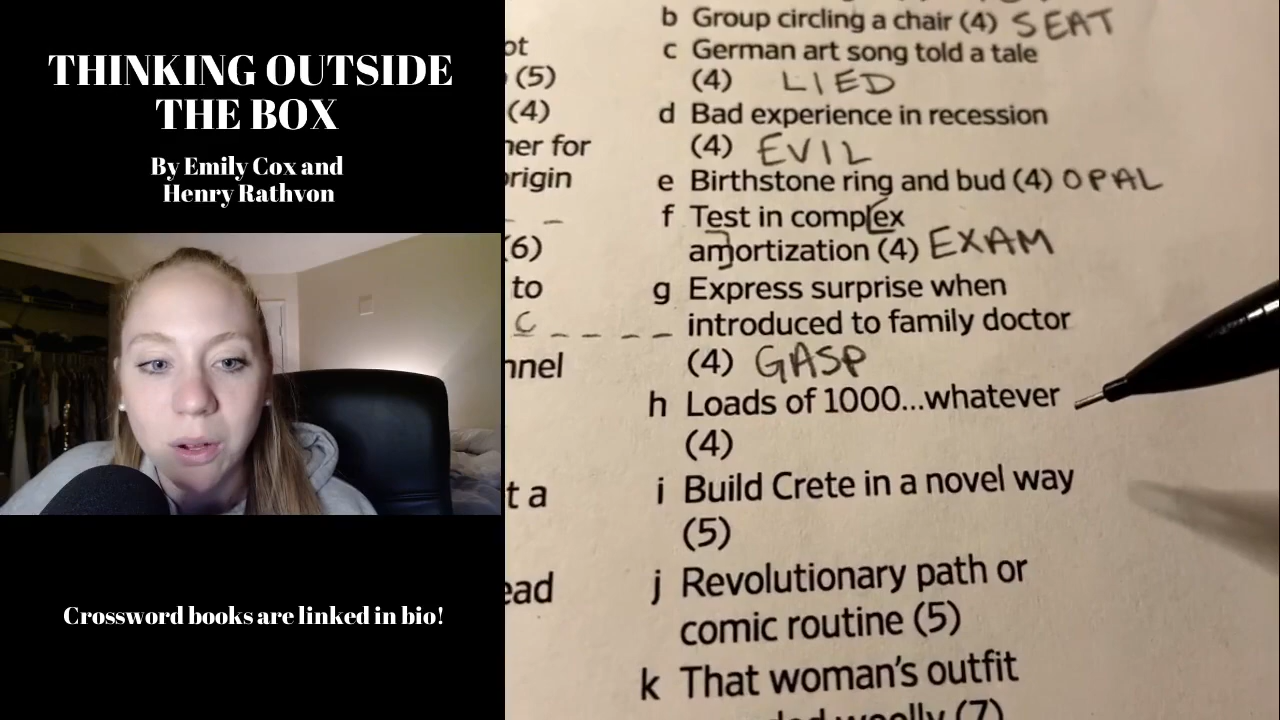 THINKING OUTSIDE
THE BOX
By Emily Cox and
Henry Rathvon
Crossword books are linked in bio!
(5)
(4)
for
origin
(6)
to
C _ _ _ _ _
t a
b Group circling a chair (4) SEAT
c German art song told a tale
(4) LIED
d Bad experience in recession
(4) EVIL
e Birthstone ring and bud (4) OPAL
f Test in complex
amortization (4) EXAM
g Express surprise when
introduced to family doctor
(4) GASP
h Loads of 1000...whatever
(4)
i Build Crete in a novel way
(5)
j Revolutionary path or
comic routine (5)
k That woman's outfit
woolly (7)